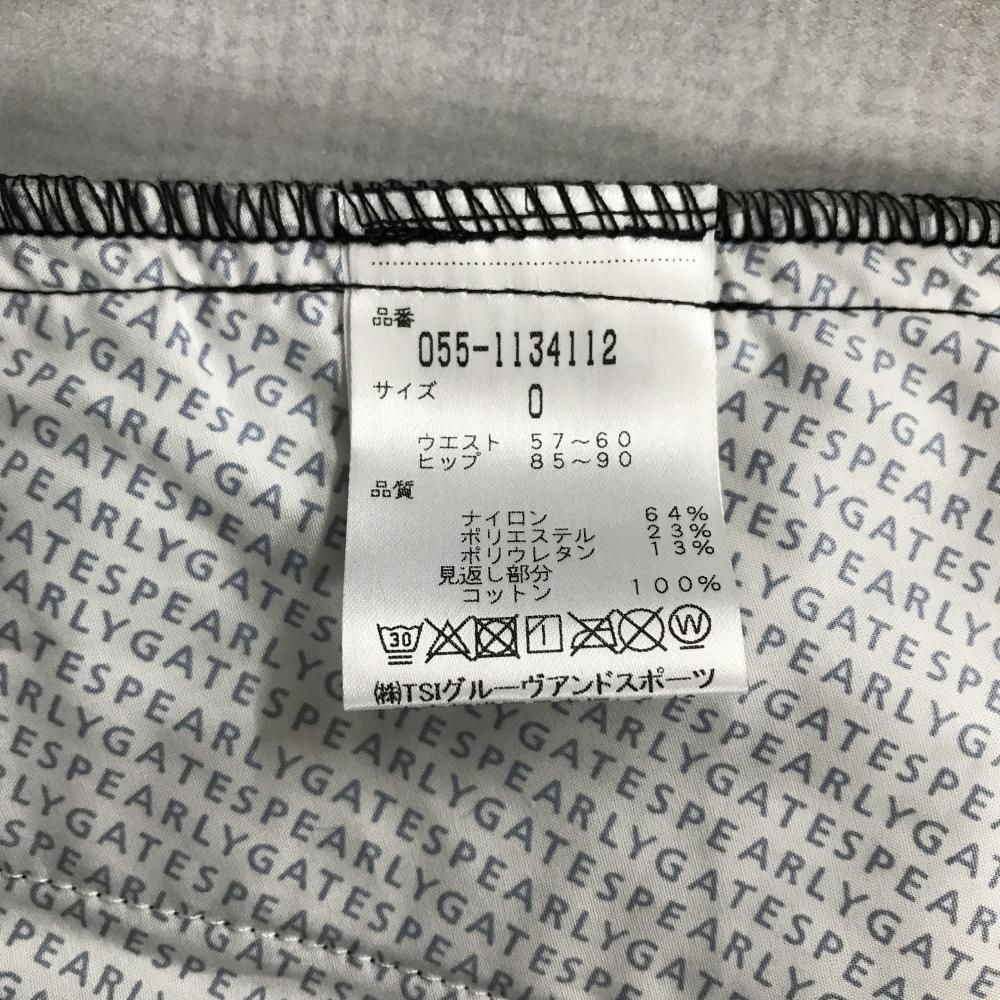 品番
055-1134112
サイズ
0
ウエスト 57〜60
ヒップ 85〜90
品質
ナイロン 64%
ポリエステル 23%
ポリウレタン 13%
見返し部分
コットン 100%
30
W
㈱TSIグルーヴアンドスポーツ
PEARLYGATES